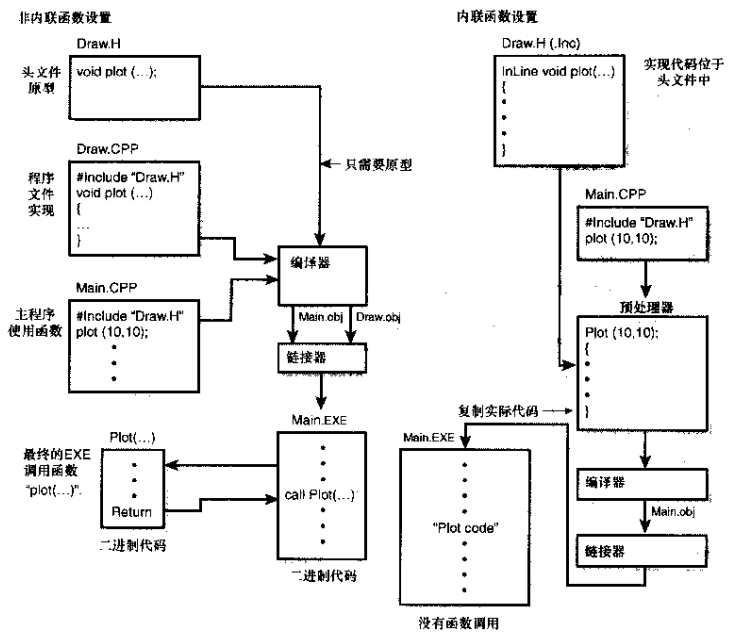 非内联函数设置
Draw.H
头文件
原型
void plot (...);
只需要原型
Draw.CPP
程序
文件
实现
#Include "Draw.H"
void plot (...)
{
...
}
编译器
Main.CPP
主程序
使用函数
#Include "Draw.H"
plot (10,10);
Main.obj
Draw.obj
链接器
Main.EXE
最终的EXE
调用函数
"plot(...)".
Plot(...)
Return
二进制代码
call Plot(...)
二进制代码
内联函数设置
Draw.H (.Inc)
InLine void plot(...)
{
}
实现代码位于
头文件中
Main.CPP
#Include "Draw.H"
plot (10,10);
预处理器
Plot (10,10);
{
}
复制实际代码
Main.EXE
"Plot code"
没有函数调用
编译器
Main.obj
链接器